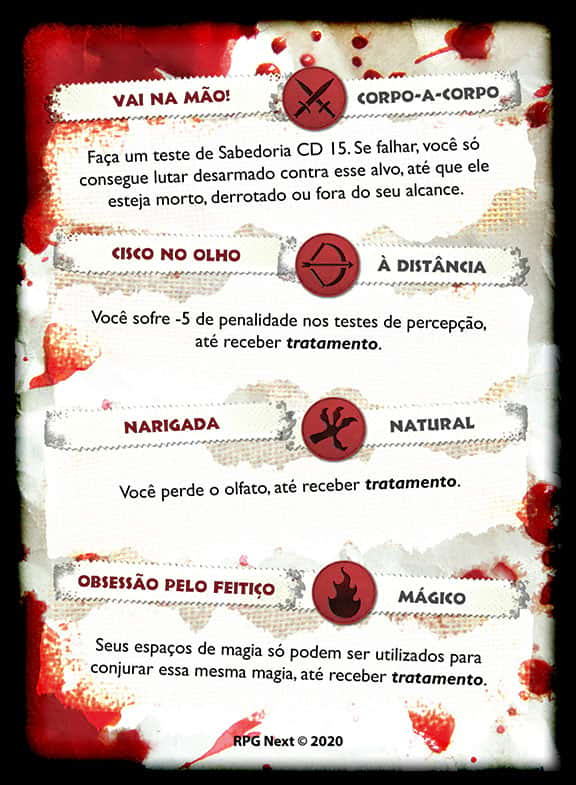 VAI NA MÃO!
CORPO-A-CORPO
Faça um teste de Sabedoria CD 15. Se falhar, você só
consegue lutar desarmado contra esse alvo, até que ele
esteja morto, derrotado ou fora do seu alcance.
CISCO NO OLHO
À DISTÂNCIA
Você sofre -5 de penalidade nos testes de percepção,
até receber tratamento.
NARIGADA
NATURAL
Você perde o olfato, até receber tratamento.
OBSESSÃO PELO FEITIÇO
MÁGICO
Seus espaços de magia só podem ser utilizados para
conjurar essa mesma magia, até receber tratamento.
RPG Next © 2020